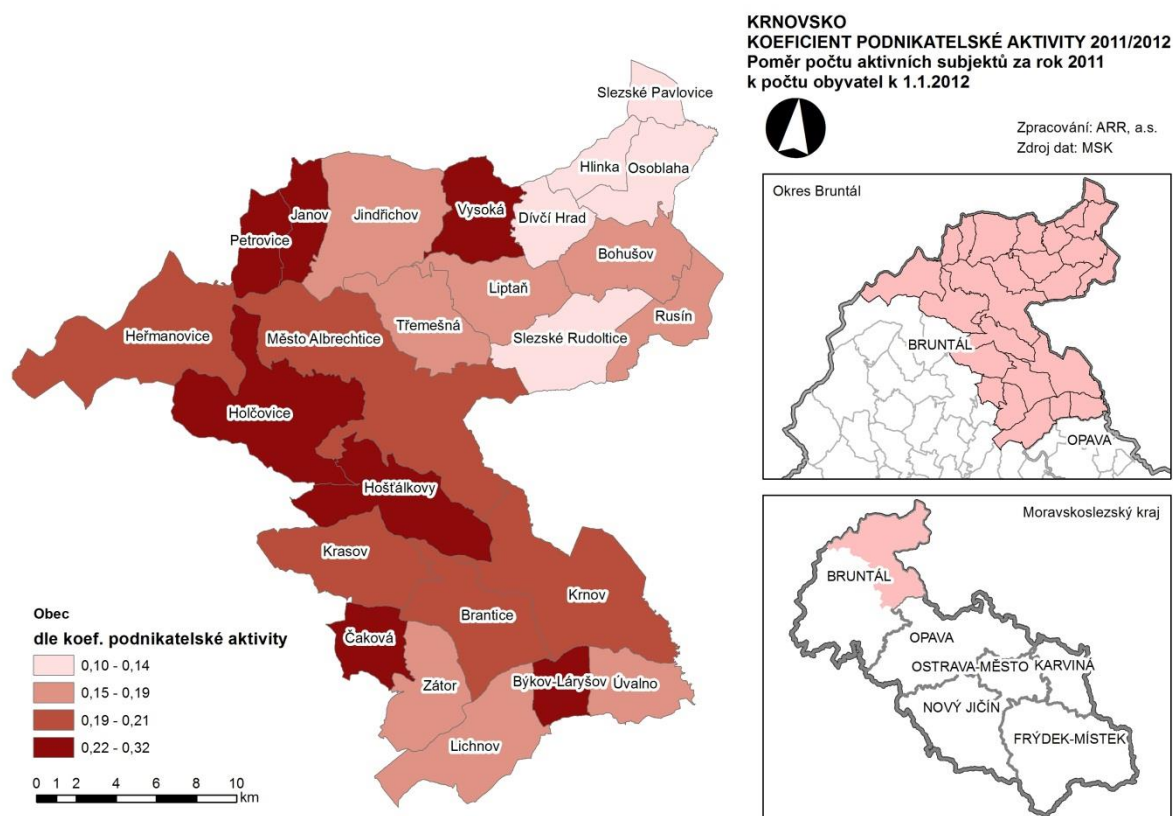 KRNOVSKO
KOEFICIENT PODNIKATELSKÉ AKTIVITY 2011/2012
Poměr počtu aktivních subjektů za rok 2011
k počtu obyvatel k 1.1.2012
Zpracování: ARR, a.s.
Zdroj dat: MSK
Slezské Pavlovice
Hlinka
Osoblaha
Dívčí Hrad
Vysoká
Jindřichov
Janov
Petrovice
Bohušov
Liptaň
Rusín
Třemešná
Slezské Rudoltice
Heřmanovice
Město Albrechtice
Holčovice
Hošťálkovy
Krasov
Krnov
Brantice
Čaková
Zátor
Býkov-Láryšov
Úvalno
Lichnov
Obec
dle koef. podnikatelské aktivity
0,10 - 0,14
0,15 - 0,19
0,19 - 0,21
0,22 - 0,32
0 1 2 4 6 8 10
km
Okres Bruntál
BRUNTÁL
OPAVA
Moravskoslezský kraj
BRUNTÁL
OPAVA
OSTRAVA-MĚSTO
KARVINÁ
NOVÝ JIČÍN
FRÝDEK-MÍSTEK